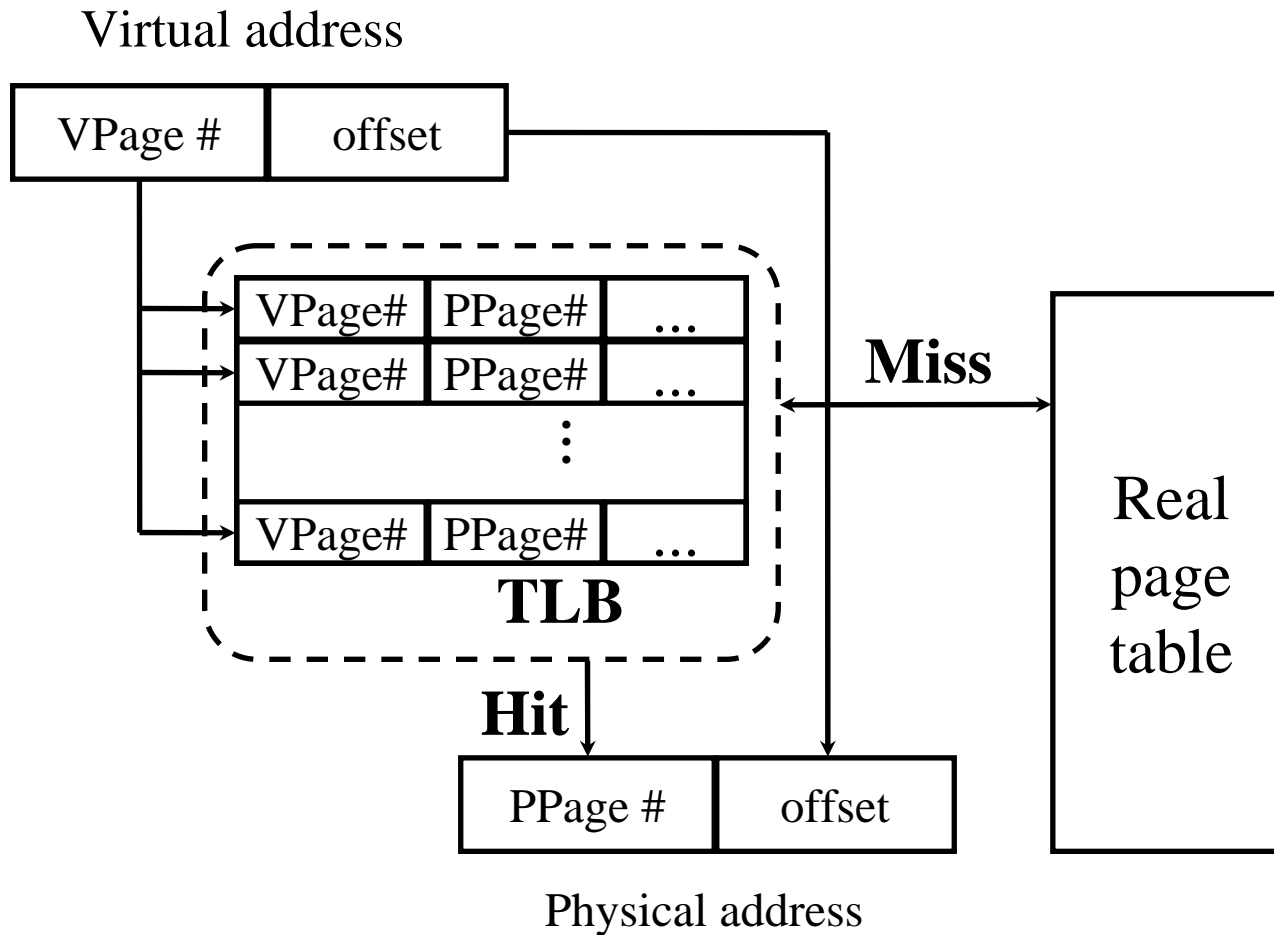 Virtual address
VPage # offset
VPage# PPage# ...
VPage# PPage# ...
⋮
VPage# PPage# ...
TLB
Miss
Real
page
table
Hit
PPage # offset
Physical address